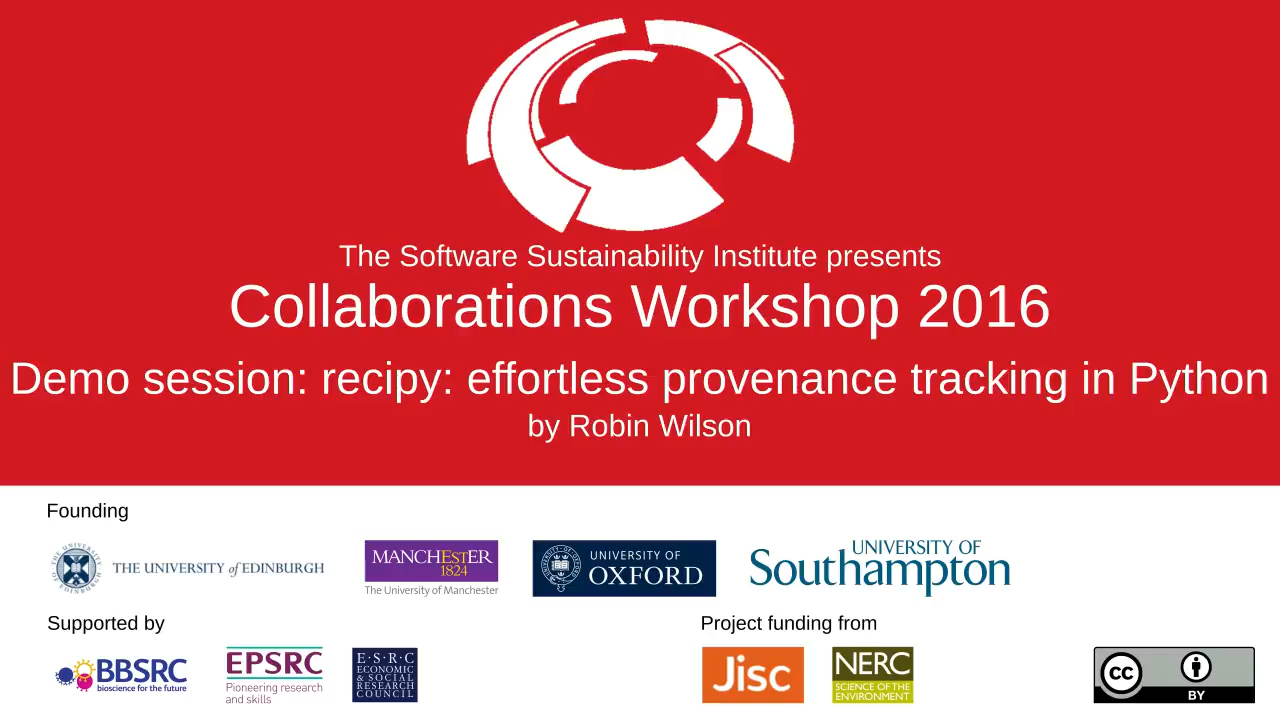 The Software Sustainability Institute presents
Collaborations Workshop 2016
Demo session: recipy: effortless provenance tracking in Python
by Robin Wilson
Founding
THE UNIVERSITY of EDINBURGH
MANCHESTER
1824
The University of Manchester
UNIVERSITY OF
OXFORD
UNIVERSITY OF
Southampton
Supported by
Project funding from
BBSRC
bioscience for the future
EPSRC
Pioneering research
and skills
E·S·R·C
ECONOMIC
& SOCIAL
RESEARCH
COUNCIL
Jisc
NERC
SCIENCE OF THE
ENVIRONMENT
cc
BY